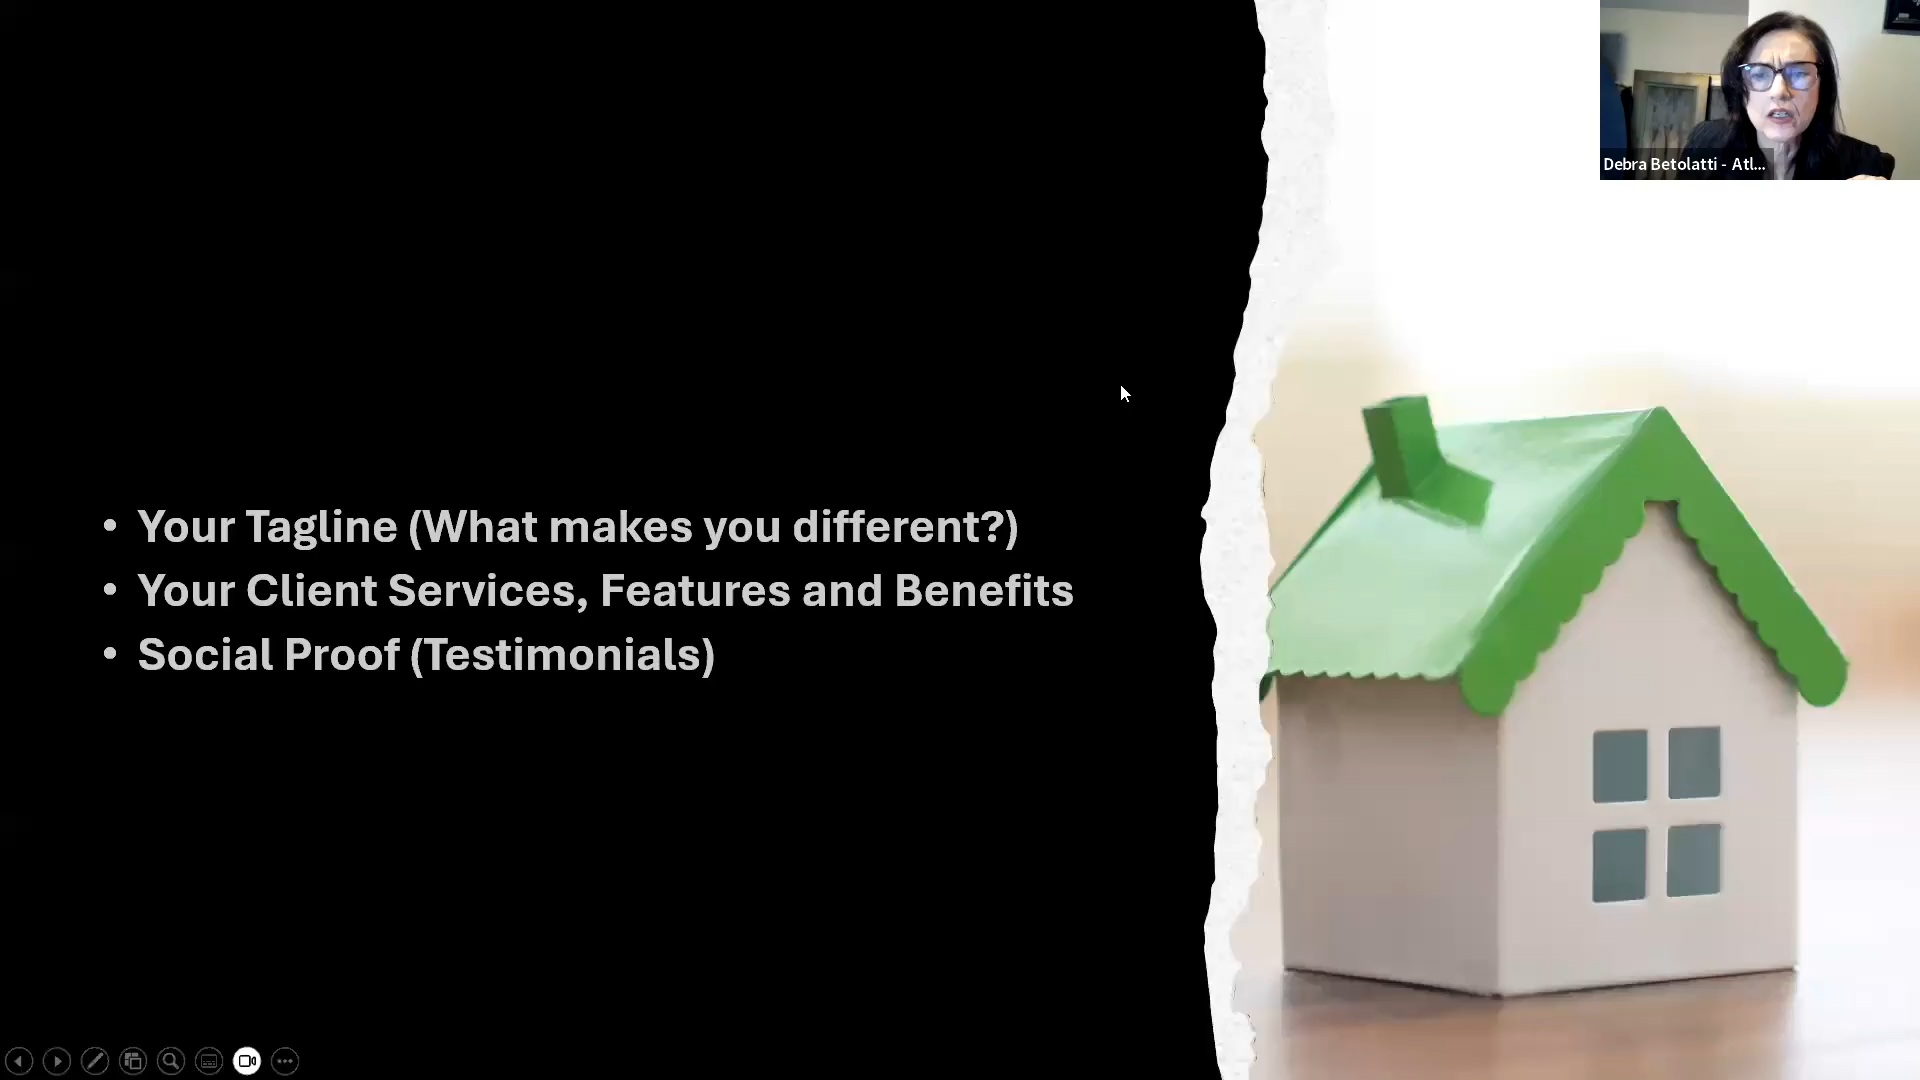 Debra Betolatti - Atl...
• Your Tagline (What makes you different?)
• Your Client Services, Features and Benefits
• Social Proof (Testimonials)